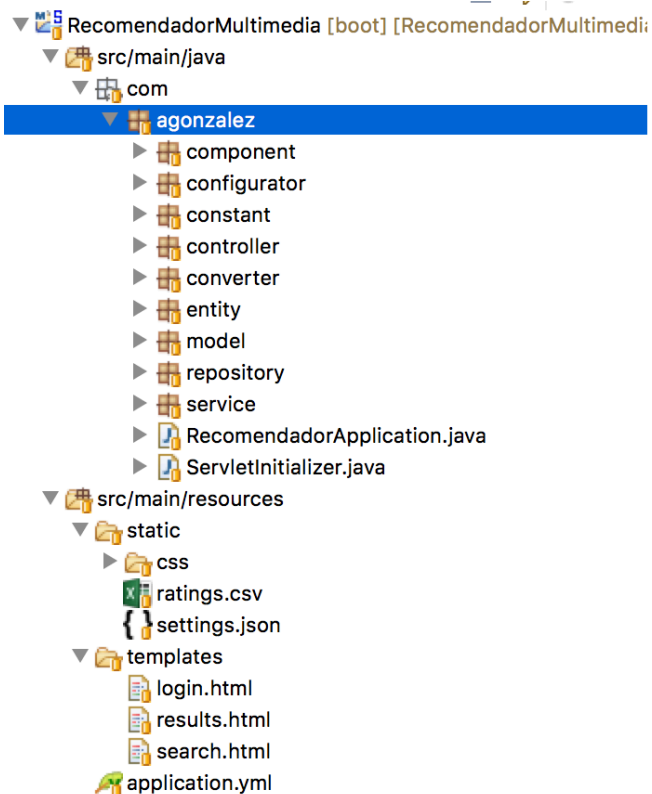 RecomendadorMultimedia [boot] [RecomendadorMultimedia
src/main/java
com
agonzalez
component
configurator
constant
controller
converter
entity
model
repository
service
RecomendadorApplication.java
ServletInitializer.java
src/main/resources
static
css
ratings.csv
settings.json
templates
login.html
results.html
search.html
application.yml